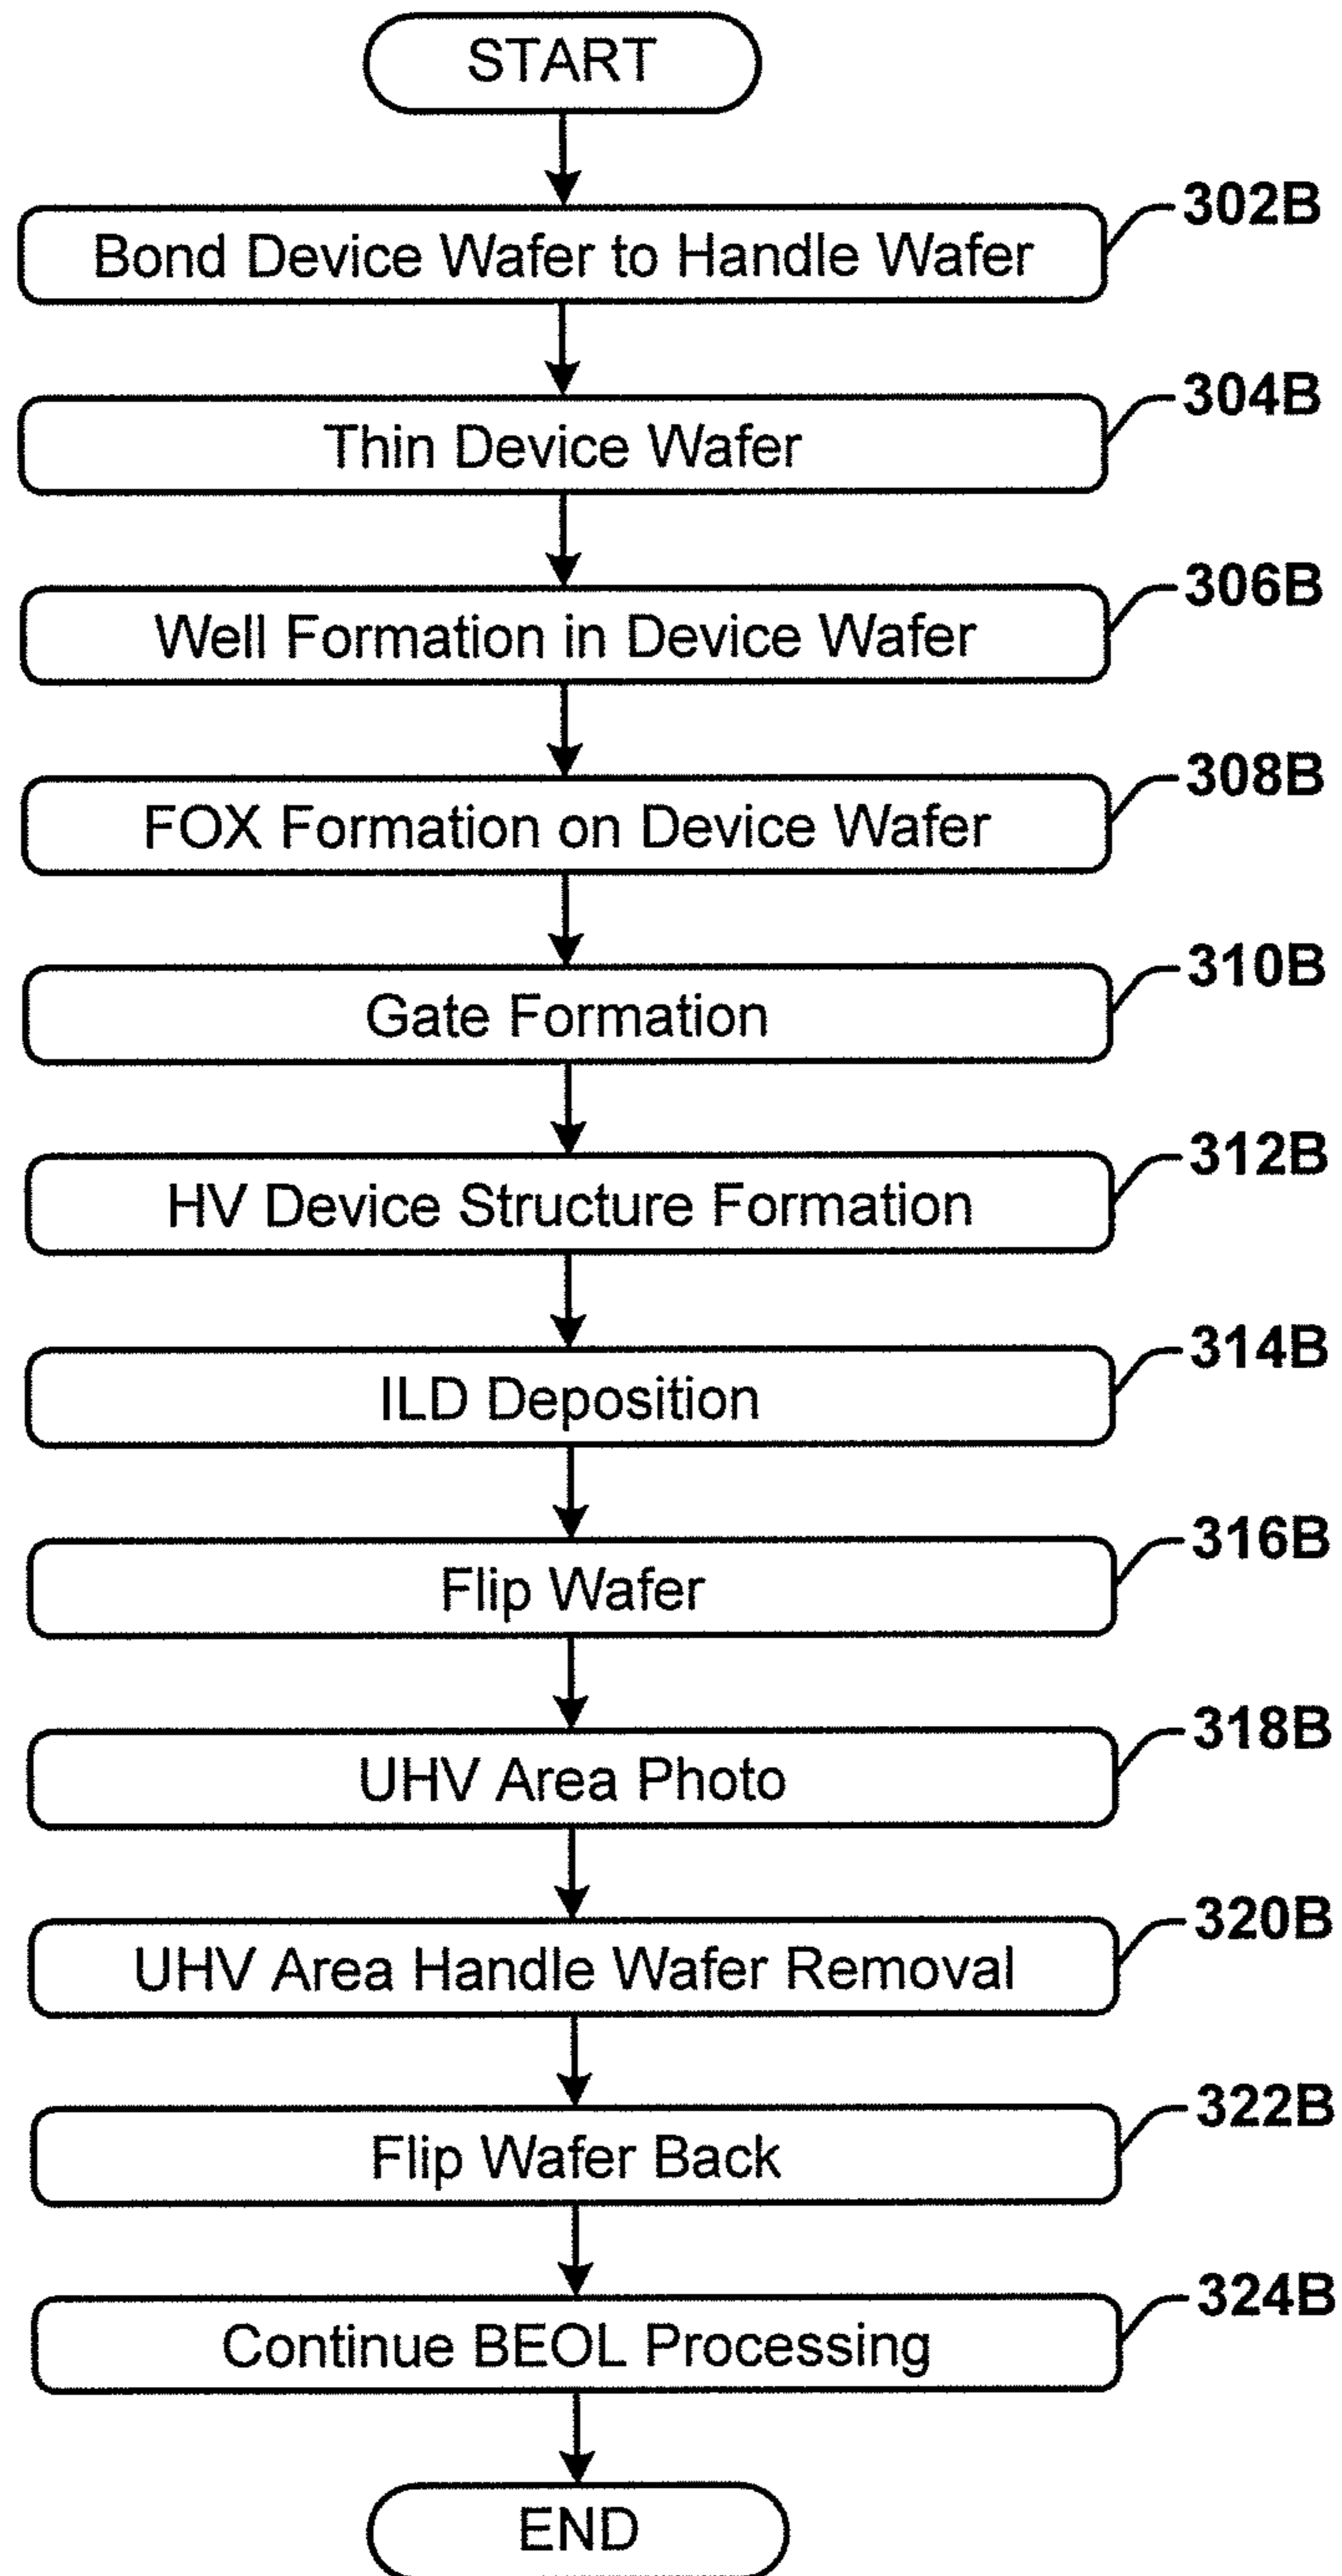 START
302B
Bond Device Wafer to Handle Wafer
304B
Thin Device Wafer
306B
Well Formation in Device Wafer
308B
FOX Formation on Device Wafer
310B
Gate Formation
312B
HV Device Structure Formation
314B
ILD Deposition
316B
Flip Wafer
318B
UHV Area Photo
320B
UHV Area Handle Wafer Removal
322B
Flip Wafer Back
324B
Continue BEOL Processing
END